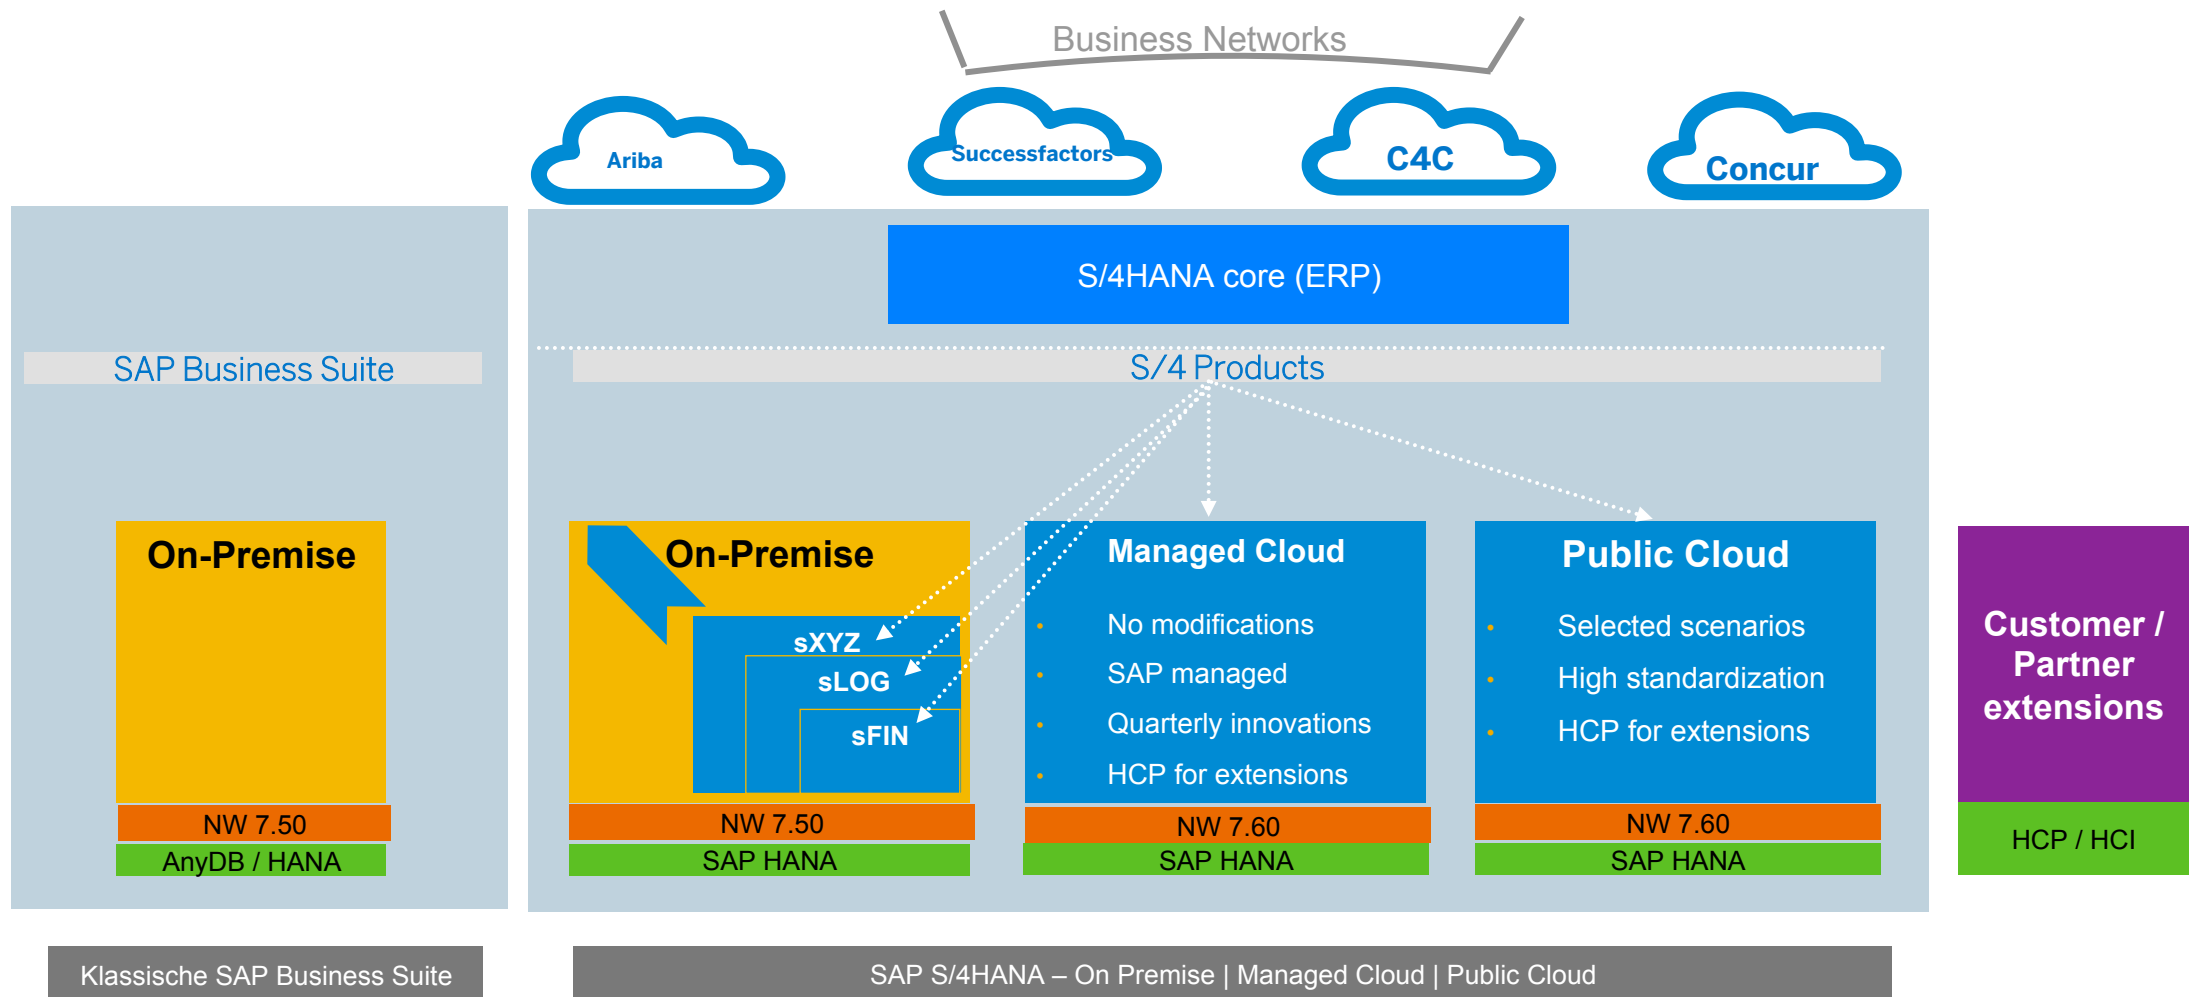 Business Networks
Ariba
Successfactors
C4C
Concur
S/4HANA core (ERP)
SAP Business Suite
S/4 Products
On-Premise
NW 7.50
AnyDB / HANA
On-Premise
sXYZ
sLOG
sFIN
NW 7.50
SAP HANA
Managed Cloud
• No modifications
• SAP managed
• Quarterly innovations
• HCP for extensions
NW 7.60
SAP HANA
Public Cloud
• Selected scenarios
• High standardization
• HCP for extensions
NW 7.60
SAP HANA
Customer /
Partner
extensions
HCP / HCI
Klassische SAP Business Suite
SAP S/4HANA – On Premise | Managed Cloud | Public Cloud